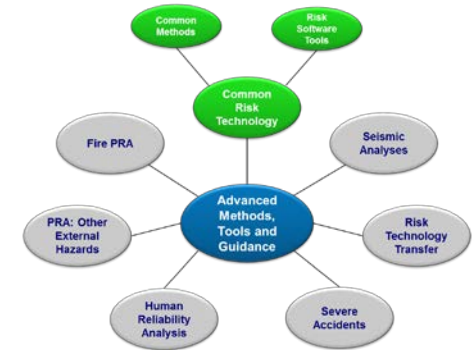 Common
Methods
Risk
Software
Tools
Common
Risk
Technology
Fire PRA
Seismic
Analyses
Advanced
Methods,
Tools and
Guidance
PRA: Other
External
Hazards
Risk
Technology
Transfer
Human
Reliability
Analysis
Severe
Accidents